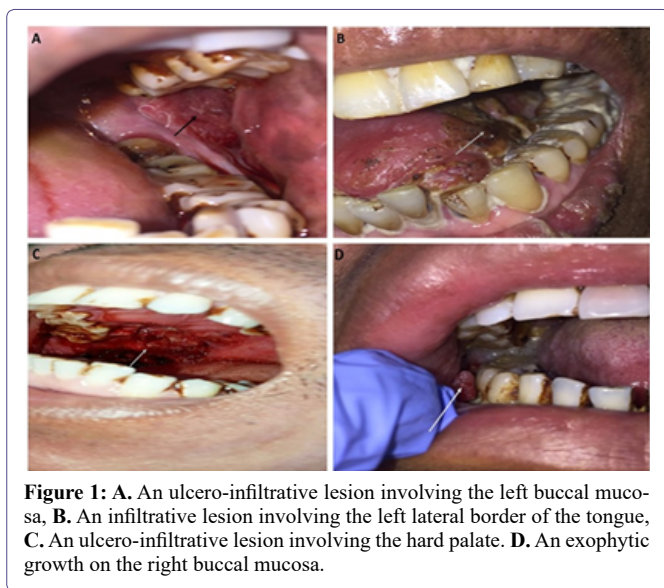 A
B
C
D
Figure 1: A. An ulcero-infiltrative lesion involving the left buccal muco-
sa, B. An infiltrative lesion involving the left lateral border of the tongue,
C. An ulcero-infiltrative lesion involving the hard palate. D. An exophytic
growth on the right buccal mucosa.